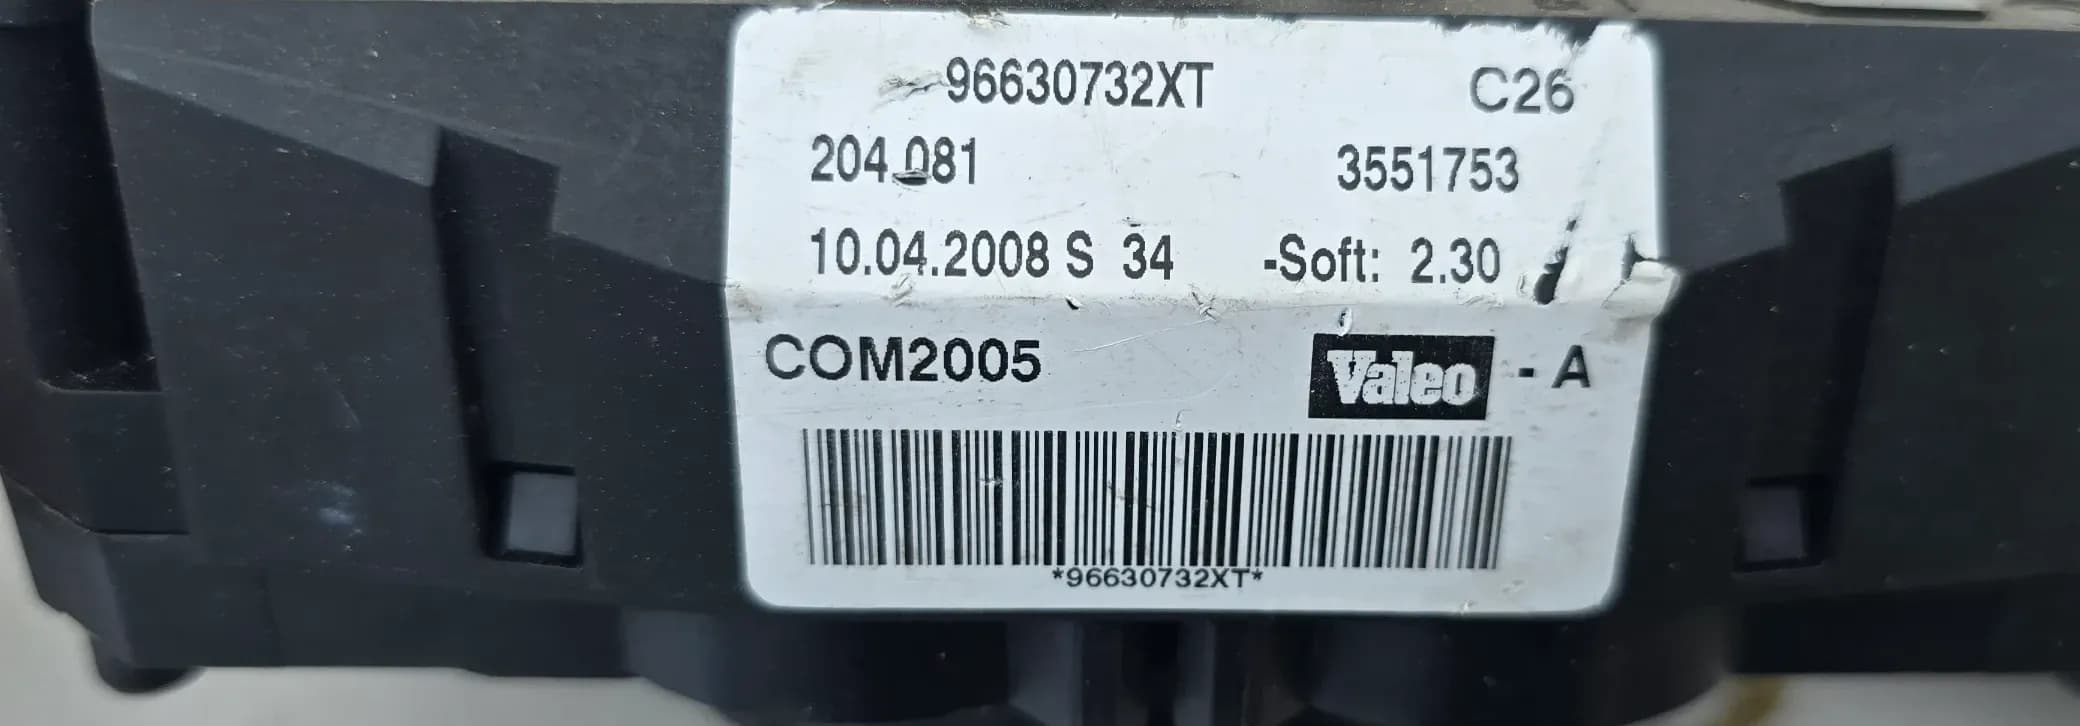 96630732XT C26
204.081 3551753
10.04.2008 S 34 -Soft: 2.30
COM2005 Valeo - A
*96630732XT*